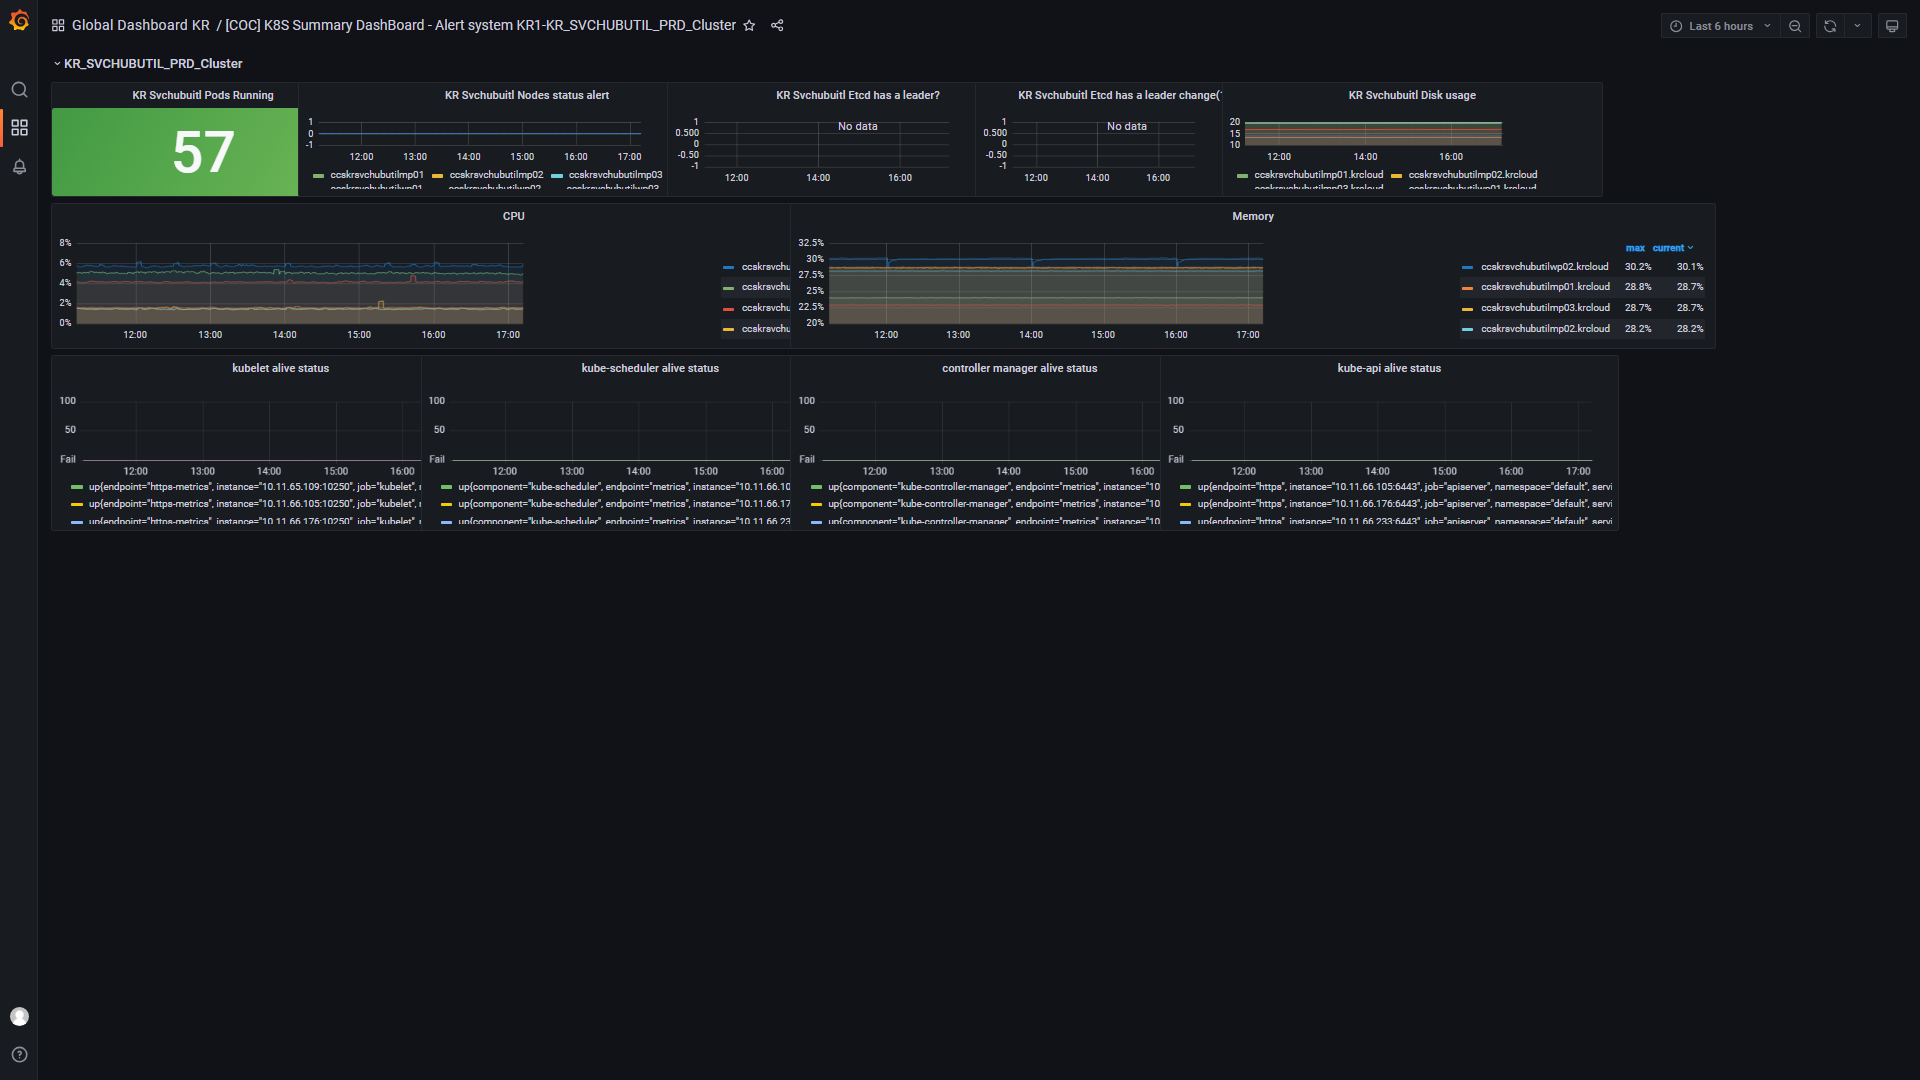 Global Dashboard KR / [COC] K8S Summary DashBoard - Alert system KR1-KR_SVCHUBUTIL_PRD_Cluster
Last 6 hours
KR_SVCHUBUTIL_PRD_Cluster
KR Svchubuitl Pods Running
57
KR Svchubuitl Nodes status alert
1
0
-1
12:00 13:00 14:00 15:00 16:00 17:00
ccskrsvchubutilmp01 ccskrsvchubutilmp02 ccskrsvchubutilmp03
ccskrsvchubutilwp01 ccskrsvchubutilwp02 ccskrsvchubutilwp03
KR Svchubuitl Etcd has a leader?
No data
1
0.500
0
-0.50
-1
12:00 14:00 16:00
KR Svchubuitl Etcd has a leader change(
No data
1
0.500
0
-0.50
-1
12:00 14:00 16:00
KR Svchubuitl Disk usage
20
15
10
12:00 14:00 16:00
ccskrsvchubutilmp01.krcloud ccskrsvchubutilmp02.krcloud
ccskrsvchubutilmp03.krcloud ccskrsvchubutilwp01.krcloud
CPU
8%
6%
4%
2%
0%
12:00 13:00 14:00 15:00 16:00 17:00
ccskrsvchu
ccskrsvchu
ccskrsvchu
ccskrsvchu
Memory
32.5%
30%
27.5%
25%
22.5%
20%
12:00 13:00 14:00 15:00 16:00 17:00
max current
ccskrsvchubutilwp02.krcloud 30.2% 30.1%
ccskrsvchubutilmp01.krcloud 28.8% 28.7%
ccskrsvchubutilmp03.krcloud 28.7% 28.7%
ccskrsvchubutilmp02.krcloud 28.2% 28.2%
kubelet alive status
100
50
Fail
12:00 13:00 14:00 15:00 16:00
up{endpoint="https-metrics", instance="10.11.65.109:10250", job="kubelet",
up{endpoint="https-metrics", instance="10.11.66.105:10250", job="kubelet",
up{endpoint="https-metrics", instance="10.11.66.176:10250", job="kubelet",
kube-scheduler alive status
100
50
Fail
12:00 13:00 14:00 15:00 16:00
up{component="kube-scheduler", endpoint="metrics", instance="10.11.66.10
up{component="kube-scheduler", endpoint="metrics", instance="10.11.66.17
up{component="kube-scheduler", endpoint="metrics", instance="10.11.66.23
controller manager alive status
100
50
Fail
12:00 13:00 14:00 15:00 16:00
up{component="kube-controller-manager", endpoint="metrics", instance="10
up{component="kube-controller-manager", endpoint="metrics", instance="10
up{component="kube-controller-manager", endpoint="metrics", instance="10
kube-api alive status
100
50
Fail
12:00 13:00 14:00 15:00 16:00 17:00
up{endpoint="https", instance="10.11.66.105:6443", job="apiserver", namespace="default", servi
up{endpoint="https", instance="10.11.66.176:6443", job="apiserver", namespace="default", servi
up{endpoint="https", instance="10.11.66.233:6443", job="apiserver", namespace="default", servi